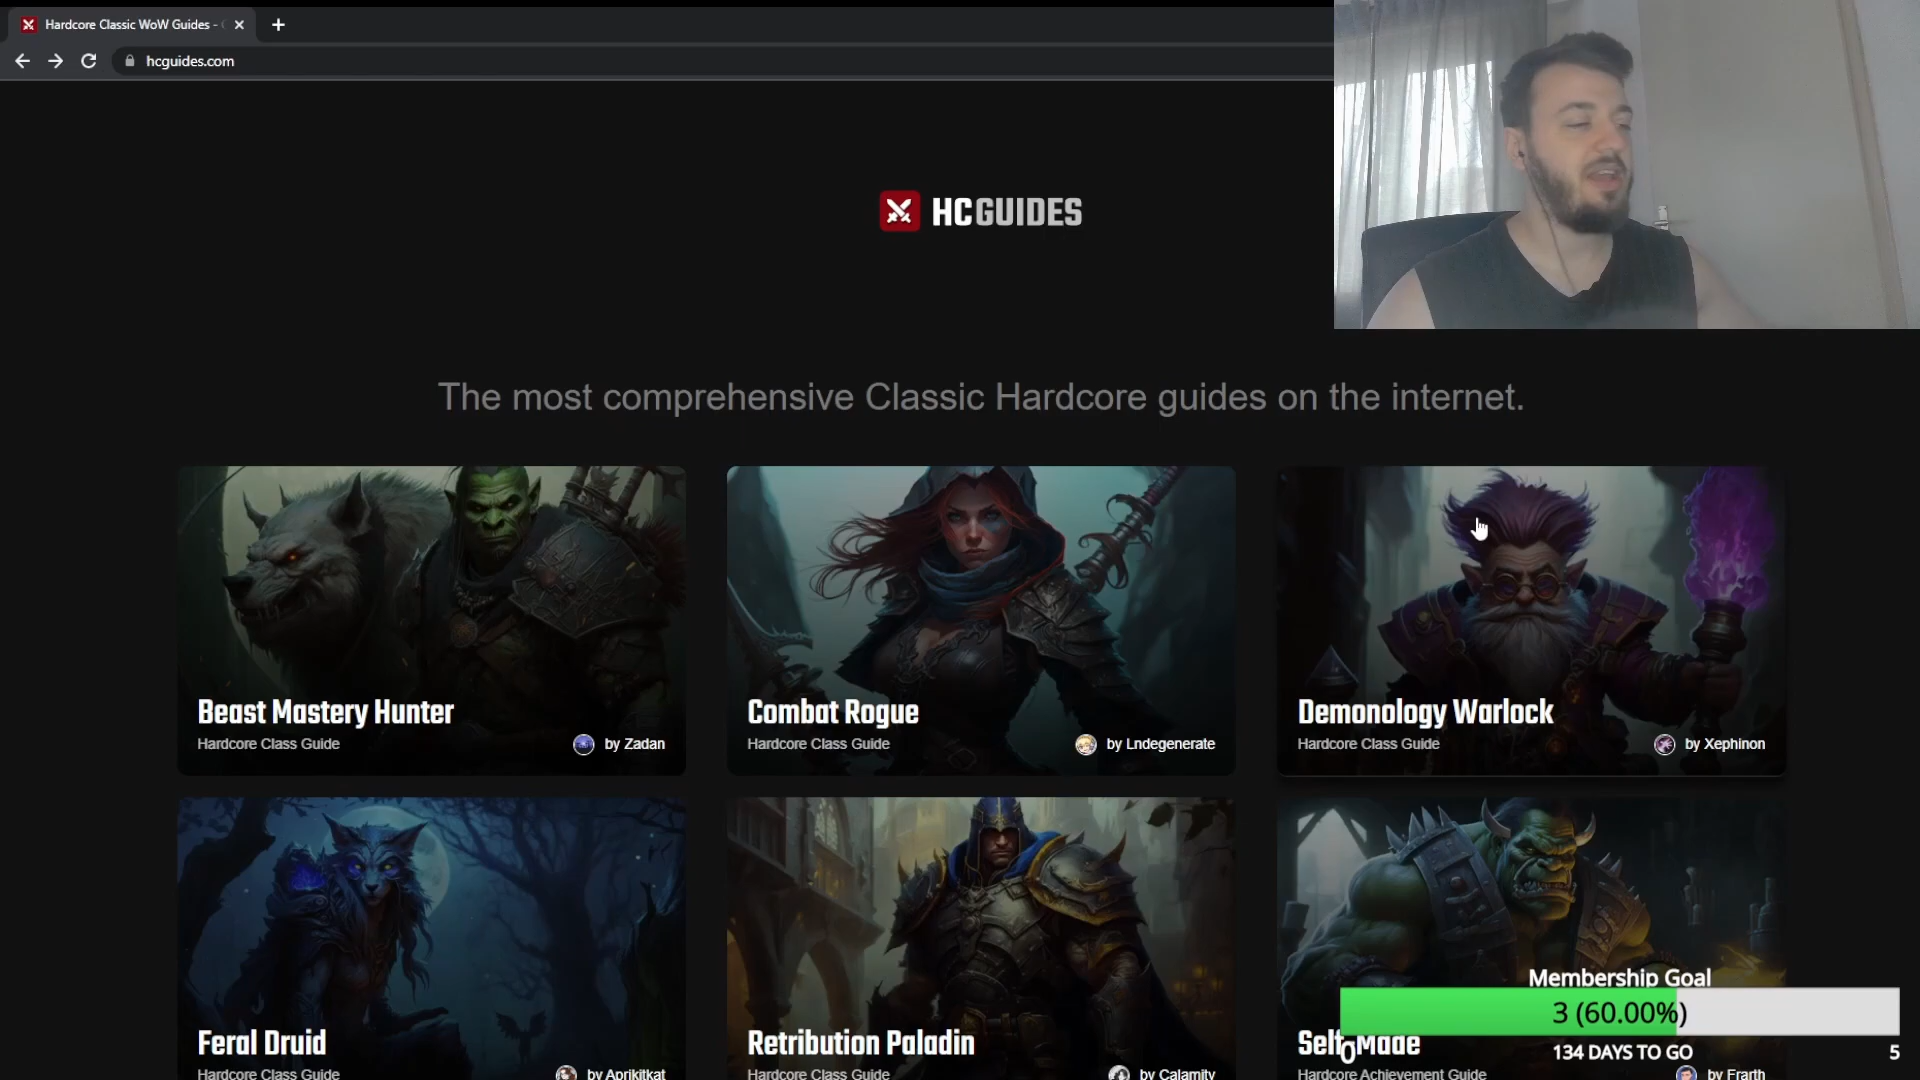 Hardcore Classic WoW Guides -
hcguides.com
HCGUIDES
The most comprehensive Classic Hardcore guides on the internet.
Beast Mastery Hunter
Hardcore Class Guide
by Zadan
Combat Rogue
Hardcore Class Guide
by Lndegenerate
Demonology Warlock
Hardcore Class Guide
by Xephinon
Feral Druid
Hardcore Class Guide
by Aprikitkat
Retribution Paladin
Hardcore Class Guide
by Calamity
Self-Made
Hardcore Achievement Guide
by Frarth
Membership Goal
3 (60.00%)
0
134 DAYS TO GO
5